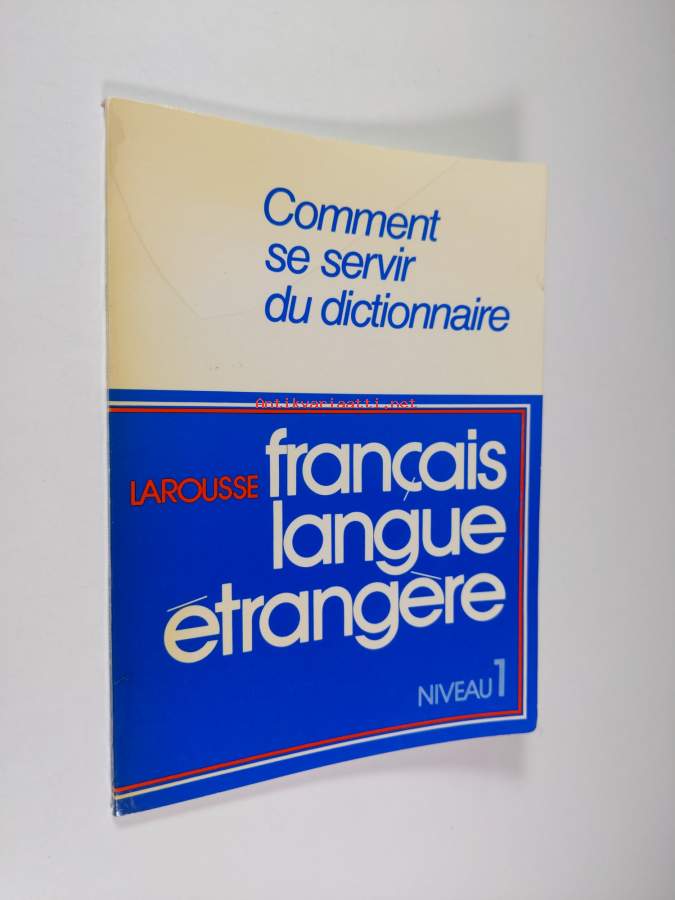 Comment
se servir
du dictionnaire
Antikvariaatti.net
LAROUSSE français
langue
étrangère
NIVEAU 1